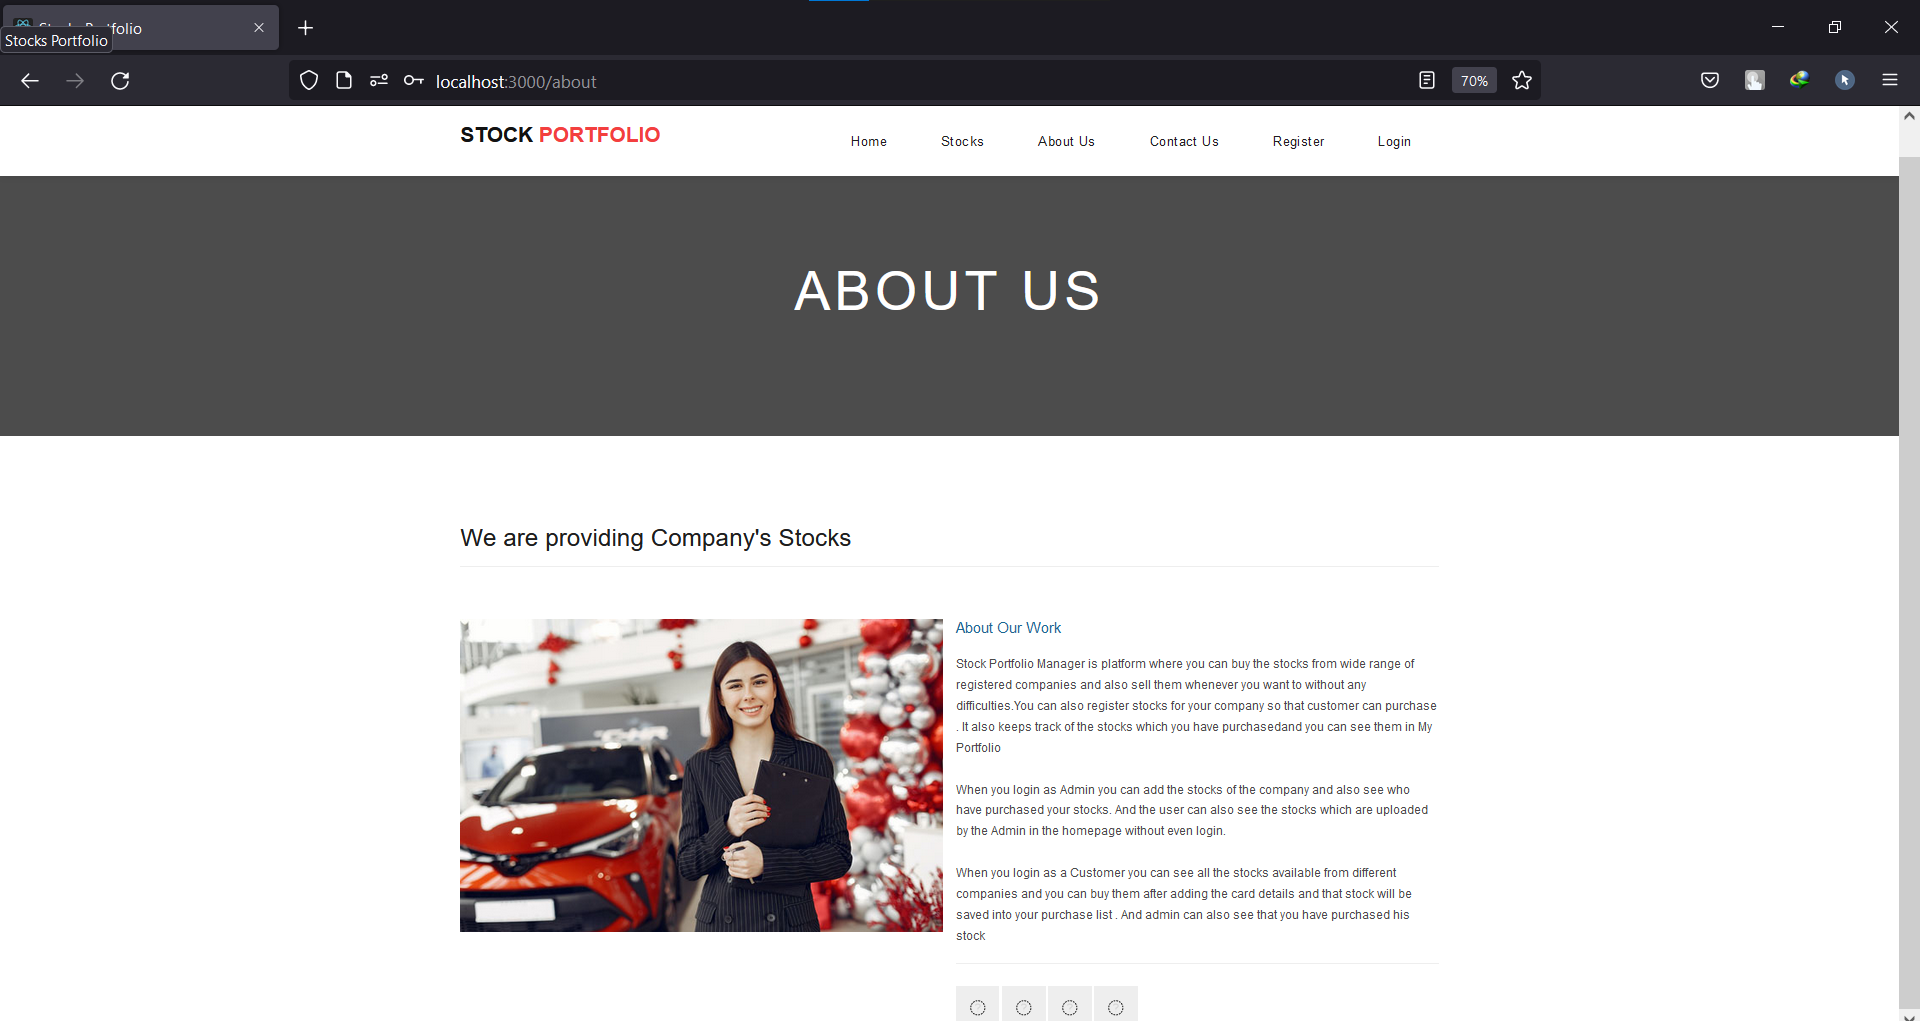 Stocks Portfolio
localhost:3000/about
70%
STOCK PORTFOLIO
Home
Stocks
About Us
Contact Us
Register
Login
ABOUT US
We are providing Company's Stocks
About Our Work
Stock Portfolio Manager is platform where you can buy the stocks from wide range of
registered companies and also sell them whenever you want to without any
difficulties.You can also register stocks for your company so that customer can purchase
. It also keeps track of the stocks which you have purchasedand you can see them in My
Portfolio
When you login as Admin you can add the stocks of the company and also see who
have purchased your stocks. And the user can also see the stocks which are uploaded
by the Admin in the homepage without even login.
When you login as a Customer you can see all the stocks available from different
companies and you can buy them after adding the card details and that stock will be
saved into your purchase list . And admin can also see that you have purchased his
stock